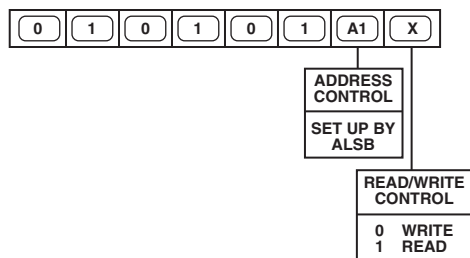 0 1 0 1 0 1 A1 X
ADDRESS
CONTROL
SET UP BY
ALSB
READ/WRITE
CONTROL
0 WRITE
1 READ